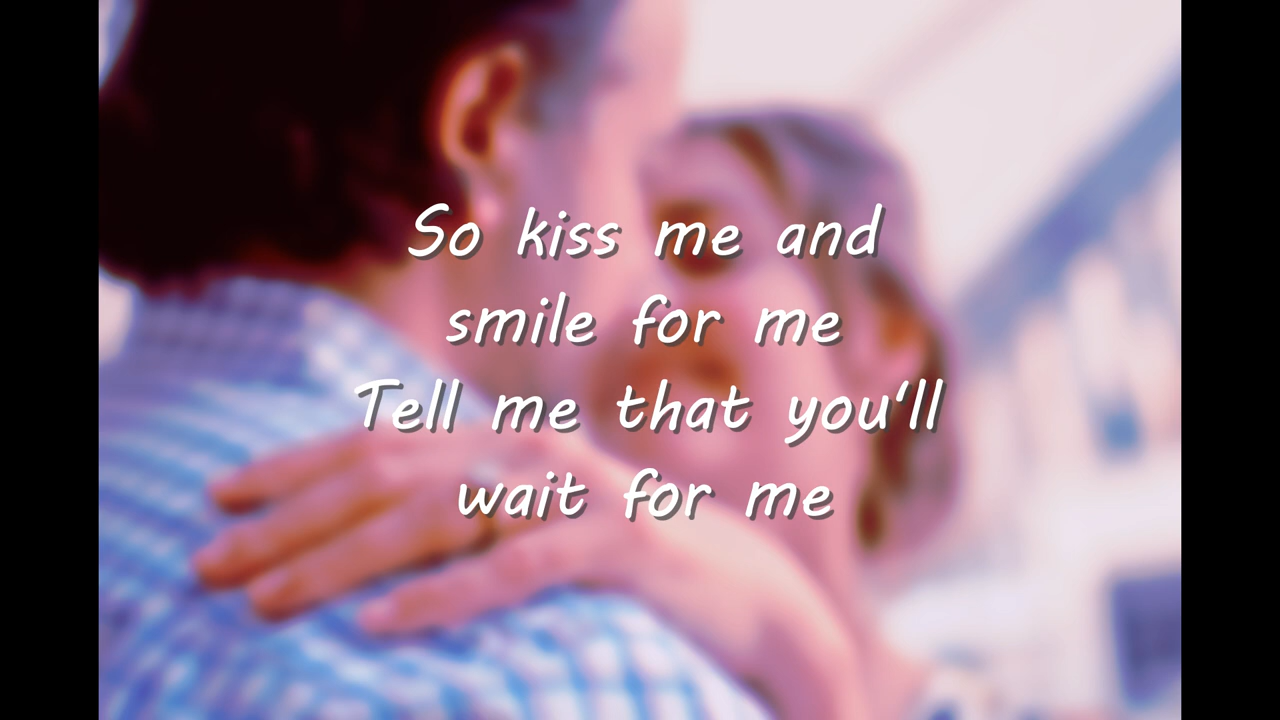 So kiss me and
smile for me
Tell me that you‘ll
wait for me